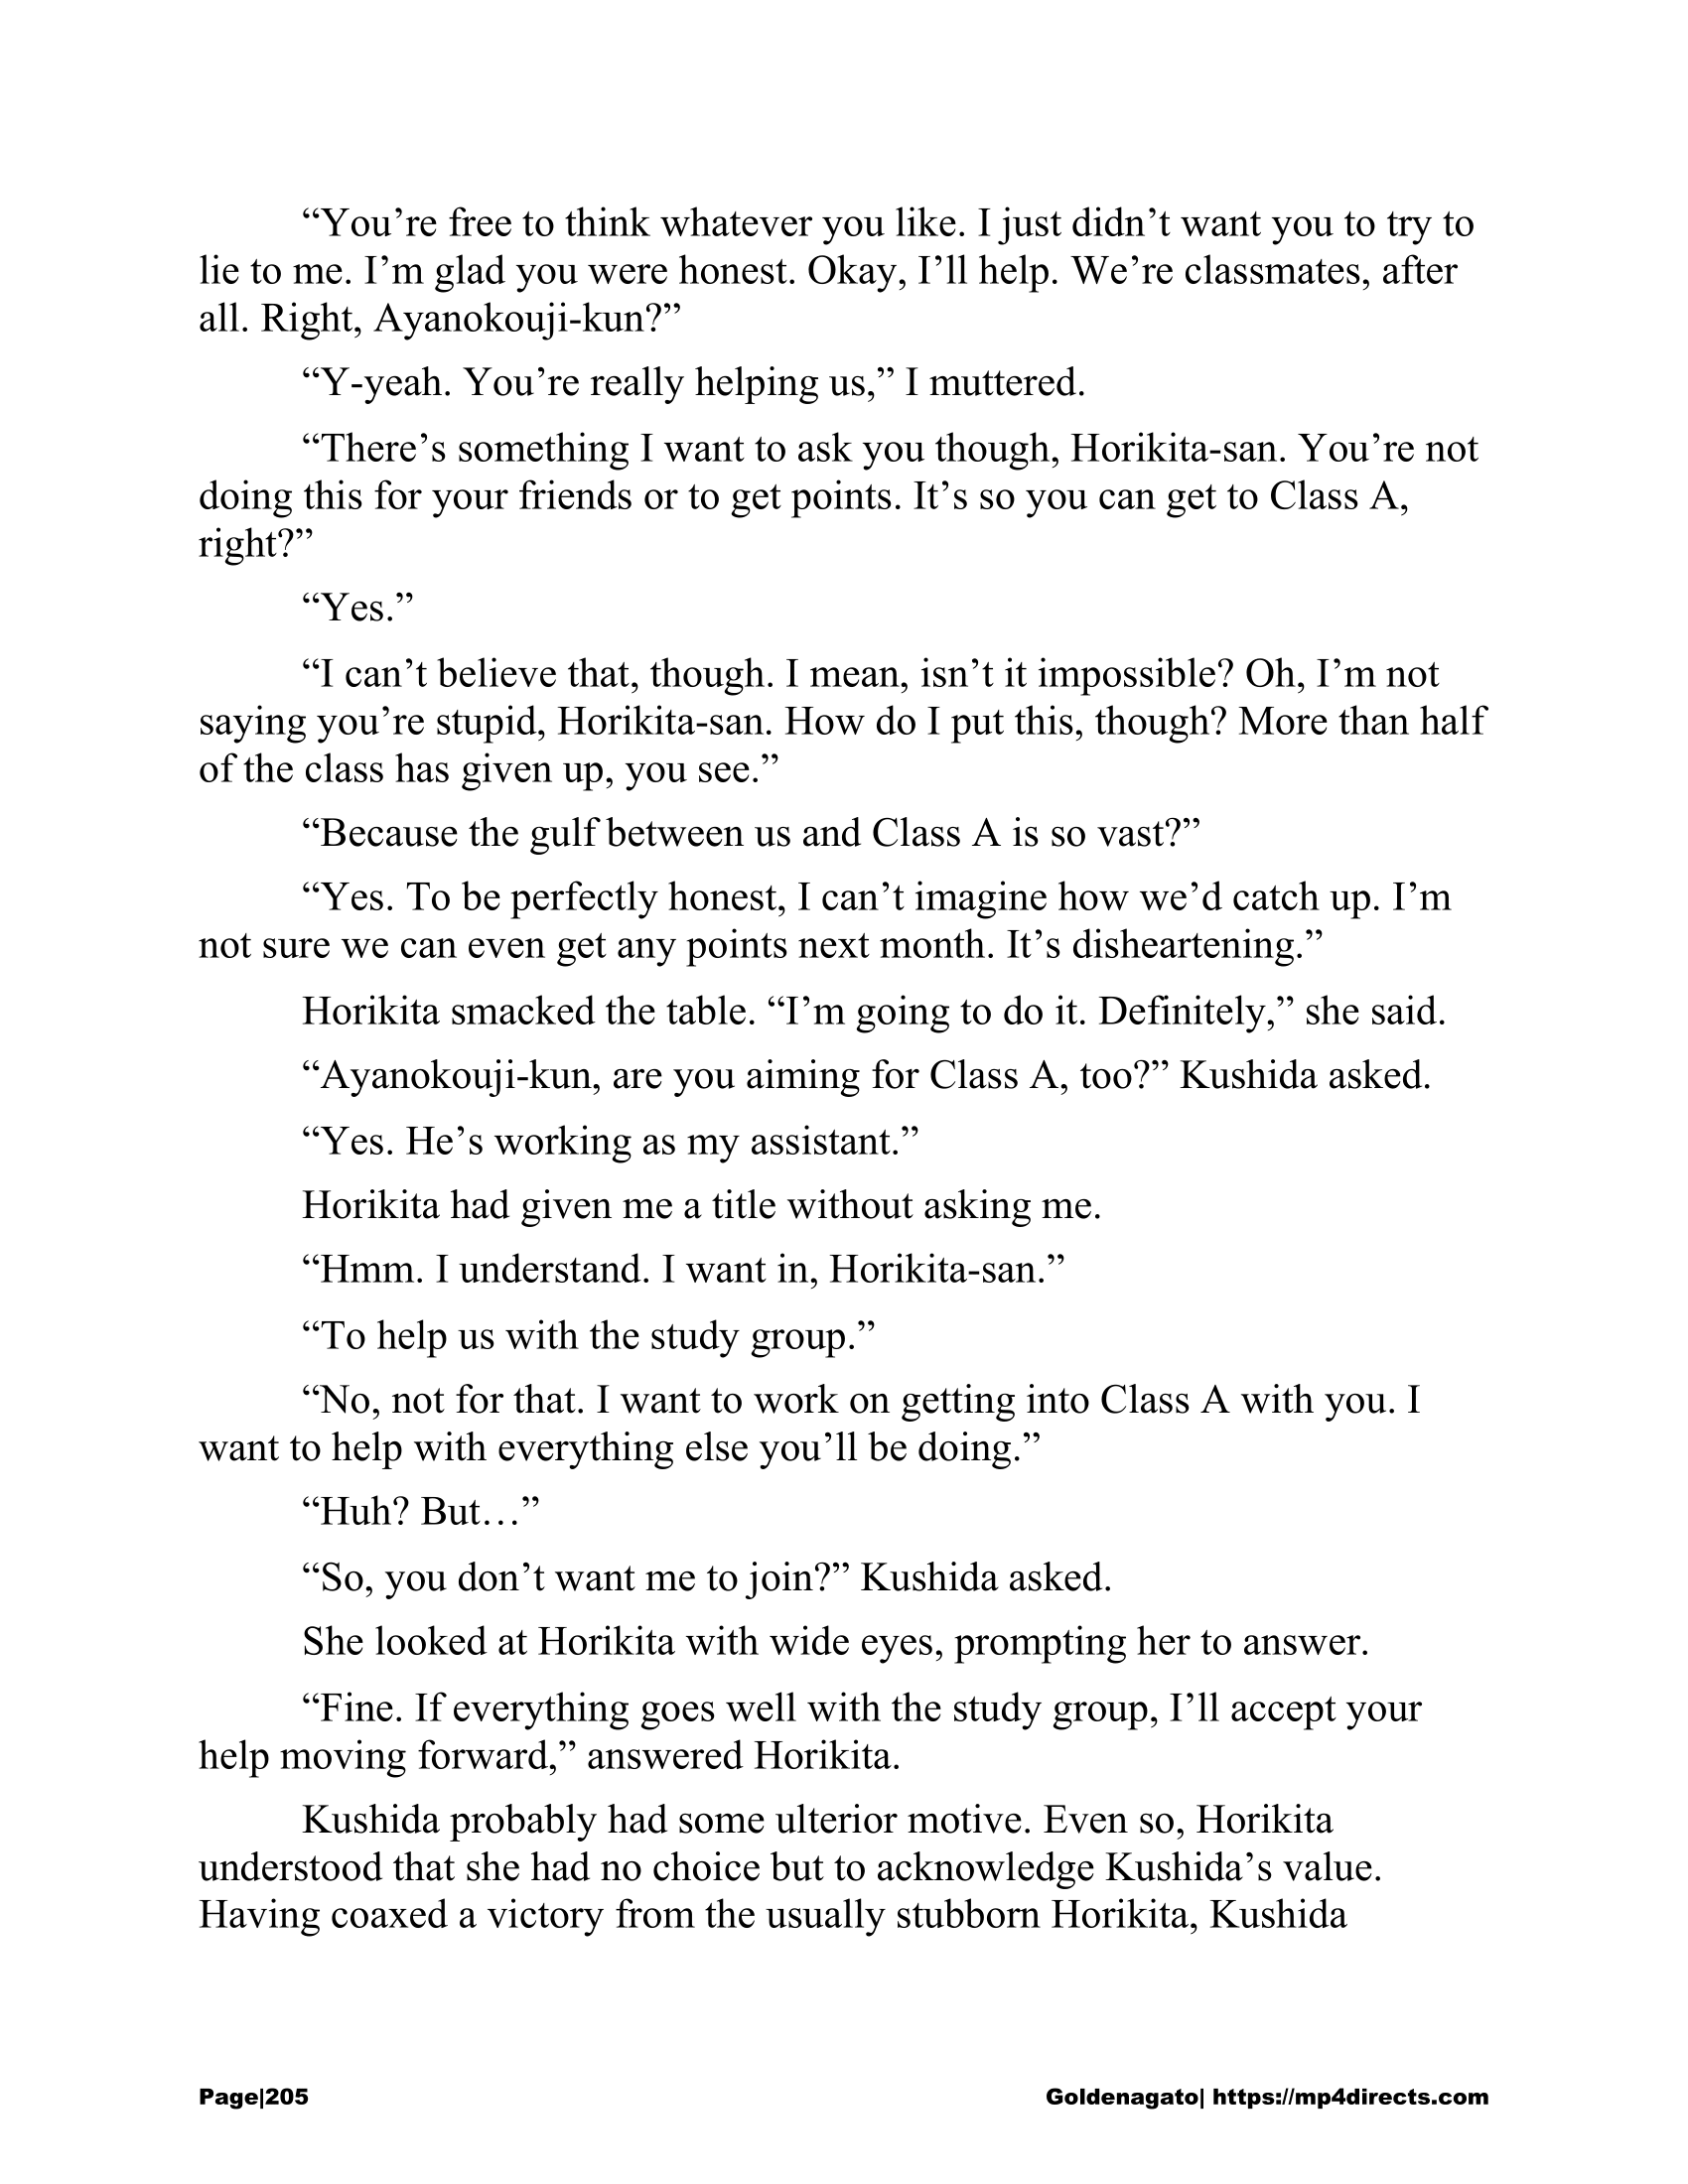 “You’re free to think whatever you like. I just didn’t want you to try to
lie to me. I’m glad you were honest. Okay, I’ll help. We’re classmates, after
all. Right, Ayanokouji-kun?”
“Y-yeah. You’re really helping us,” I muttered.
“There’s something I want to ask you though, Horikita-san. You’re not
doing this for your friends or to get points. It’s so you can get to Class A,
right?”
“Yes.”
“I can’t believe that, though. I mean, isn’t it impossible? Oh, I’m not
saying you’re stupid, Horikita-san. How do I put this, though? More than half
of the class has given up, you see.”
“Because the gulf between us and Class A is so vast?”
“Yes. To be perfectly honest, I can’t imagine how we’d catch up. I’m
not sure we can even get any points next month. It’s disheartening.”
Horikita smacked the table. “I’m going to do it. Definitely,” she said.
“Ayanokouji-kun, are you aiming for Class A, too?” Kushida asked.
“Yes. He’s working as my assistant.”
Horikita had given me a title without asking me.
“Hmm. I understand. I want in, Horikita-san.”
“To help us with the study group.”
“No, not for that. I want to work on getting into Class A with you. I
want to help with everything else you’ll be doing.”
“Huh? But…”
“So, you don’t want me to join?” Kushida asked.
She looked at Horikita with wide eyes, prompting her to answer.
“Fine. If everything goes well with the study group, I’ll accept your
help moving forward,” answered Horikita.
Kushida probably had some ulterior motive. Even so, Horikita
understood that she had no choice but to acknowledge Kushida’s value.
Having coaxed a victory from the usually stubborn Horikita, Kushida
Page|205 Goldenagato| https://mp4directs.com